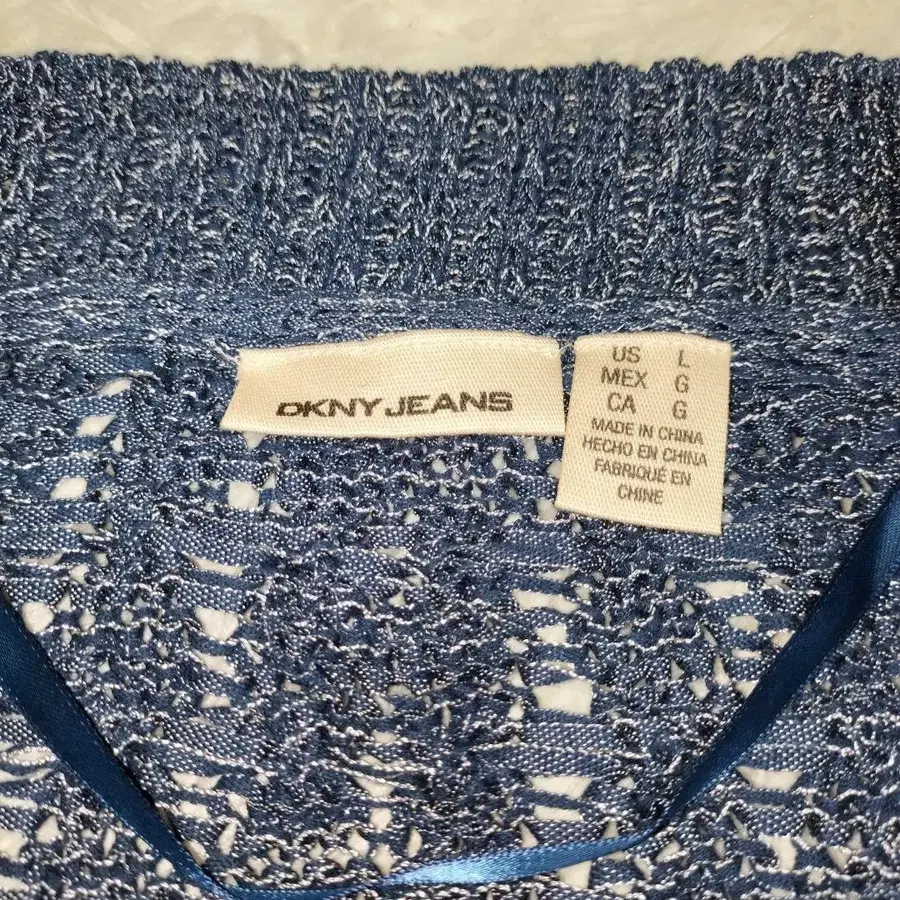 DKNY JEANS
US L
MEX G
CA G
MADE IN CHINA
HECHO EN CHINA
FABRIQUÉ EN
CHINE